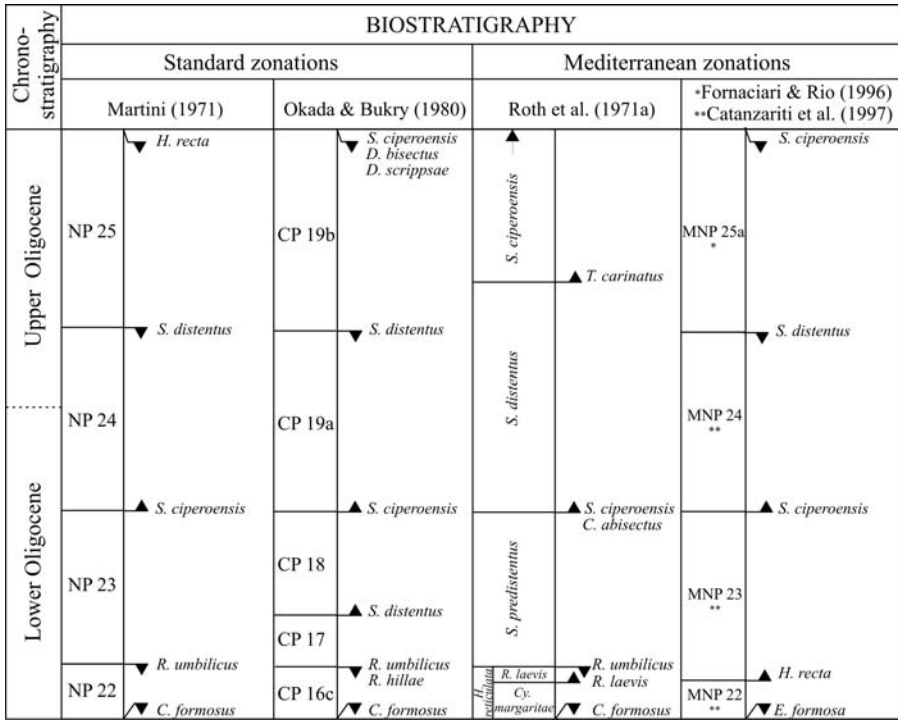 Chrono-
stratigraphy
BIOSTRATIGRAPHY
Standard zonations
Mediterranean zonations
Martini (1971)
Okada & Bukry (1980)
Roth et al. (1971a)
*Fornaciari & Rio (1996)
**Catanzariti et al. (1997)
Upper Oligocene
Lower Oligocene
NP 25
NP 24
NP 23
NP 22
H. recta
S. distentus
S. ciperoensis
R. umbilicus
C. formosus
CP 19b
CP 19a
CP 18
CP 17
CP 16c
S. ciperoensis
D. bisectus
D. scrippsae
S. distentus
S. ciperoensis
S. distentus
R. umbilicus
R. hillae
C. formosus
S. ciperoensis
S. distentus
S. predistentus
H. reticulata
R. laevis
Cy.
margaritae
T. carinatus
S. ciperoensis
C. abisectus
R. umbilicus
R. laevis
C. formosus
MNP 25a
*
MNP 24
**
MNP 23
**
MNP 22
**
S. ciperoensis
S. distentus
S. ciperoensis
H. recta
E. formosa